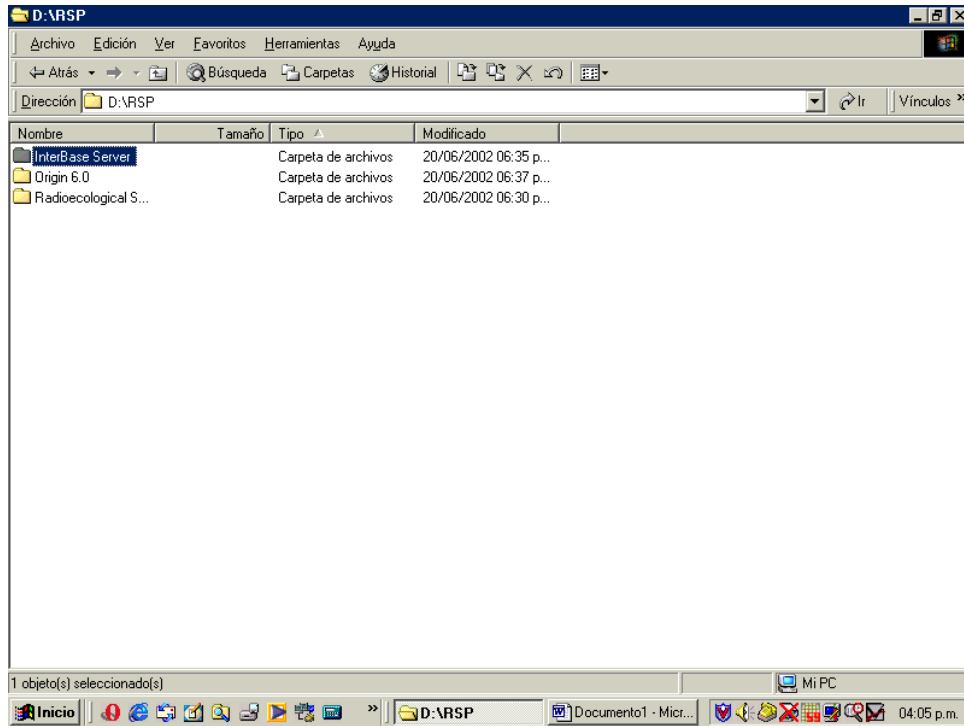 D:\RSP
Archivo Edición Ver Favoritos Herramientas Ayuda
Atrás Búsqueda Carpetas Historial
Dirección D:\RSP Ir Vínculos »
Nombre Tamaño Tipo Modificado
InterBase Server Carpeta de archivos 20/06/2002 06:35 p...
Origin 6.0 Carpeta de archivos 20/06/2002 06:37 p...
Radioecological S... Carpeta de archivos 20/06/2002 06:30 p...
1 objeto(s) seleccionado(s) Mi PC
Inicio » D:\RSP Documento1 - Micr... 04:05 p.m.